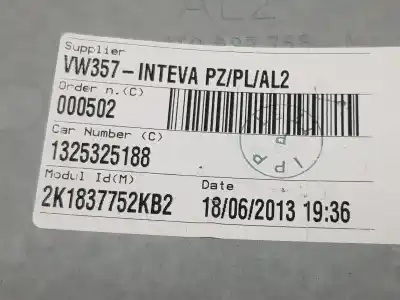 AL2
Supplier
VW357-INTEVA PZ/PL/AL2
Order n.(C)
000502
Car Number (C)
1325325188
Modul Id(M)
2K1837752KB2
Date
18/06/2013 19:36